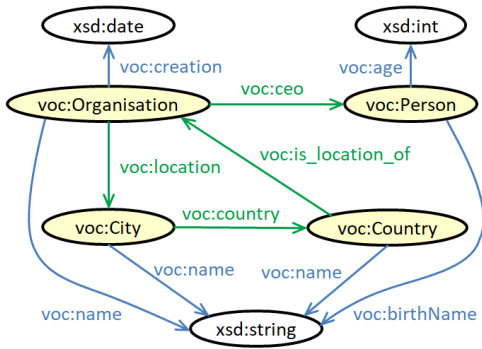 xsd:date
xsd:int
voc:creation
voc:age
voc:ceo
voc:Organisation
voc:Person
voc:location
voc:is_location_of
voc:country
voc:City
voc:Country
voc:name
voc:name
voc:name
voc:birthName
xsd:string